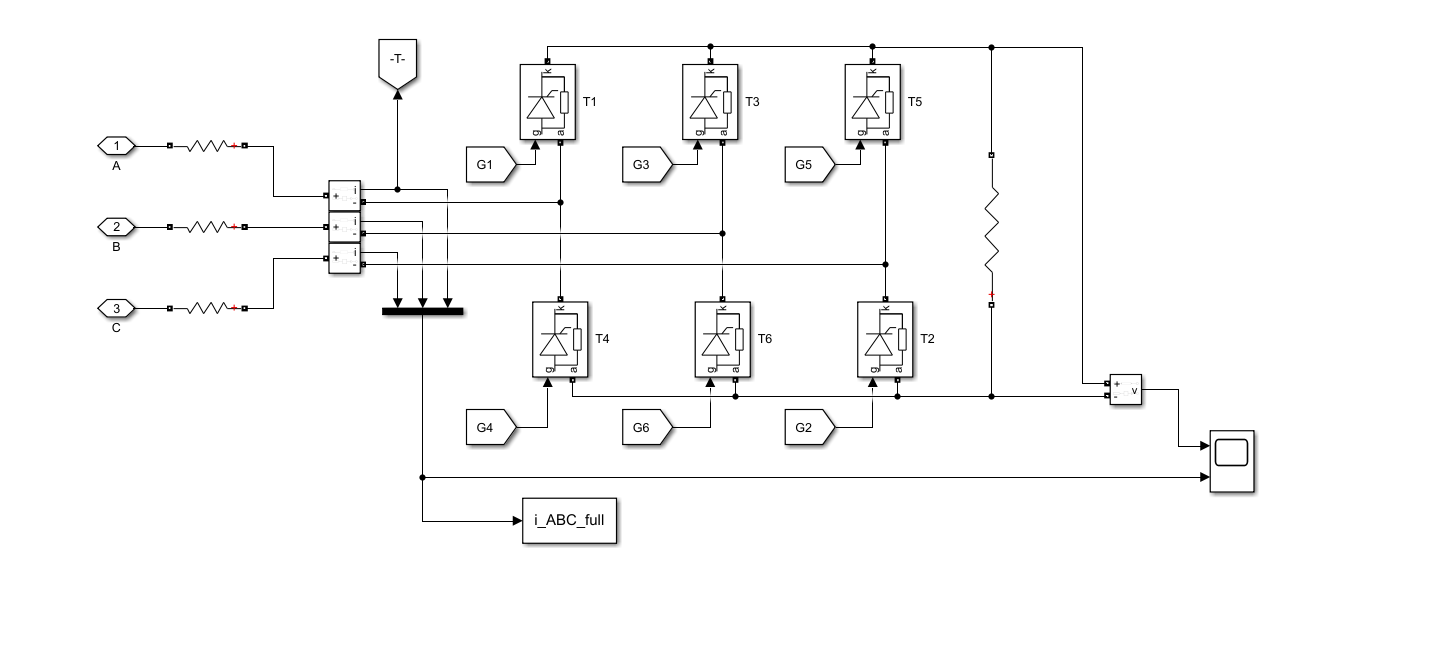 -T-
k
k
k
T1
T3
T5
g
a
g
a
g
a
1
A
G1
G3
G5
+
i
-
2
B
+
i
-
+
i
-
3
C
k
k
k
T4
T6
T2
g
a
g
a
g
a
+
-
v
G4
G6
G2
i_ABC_full